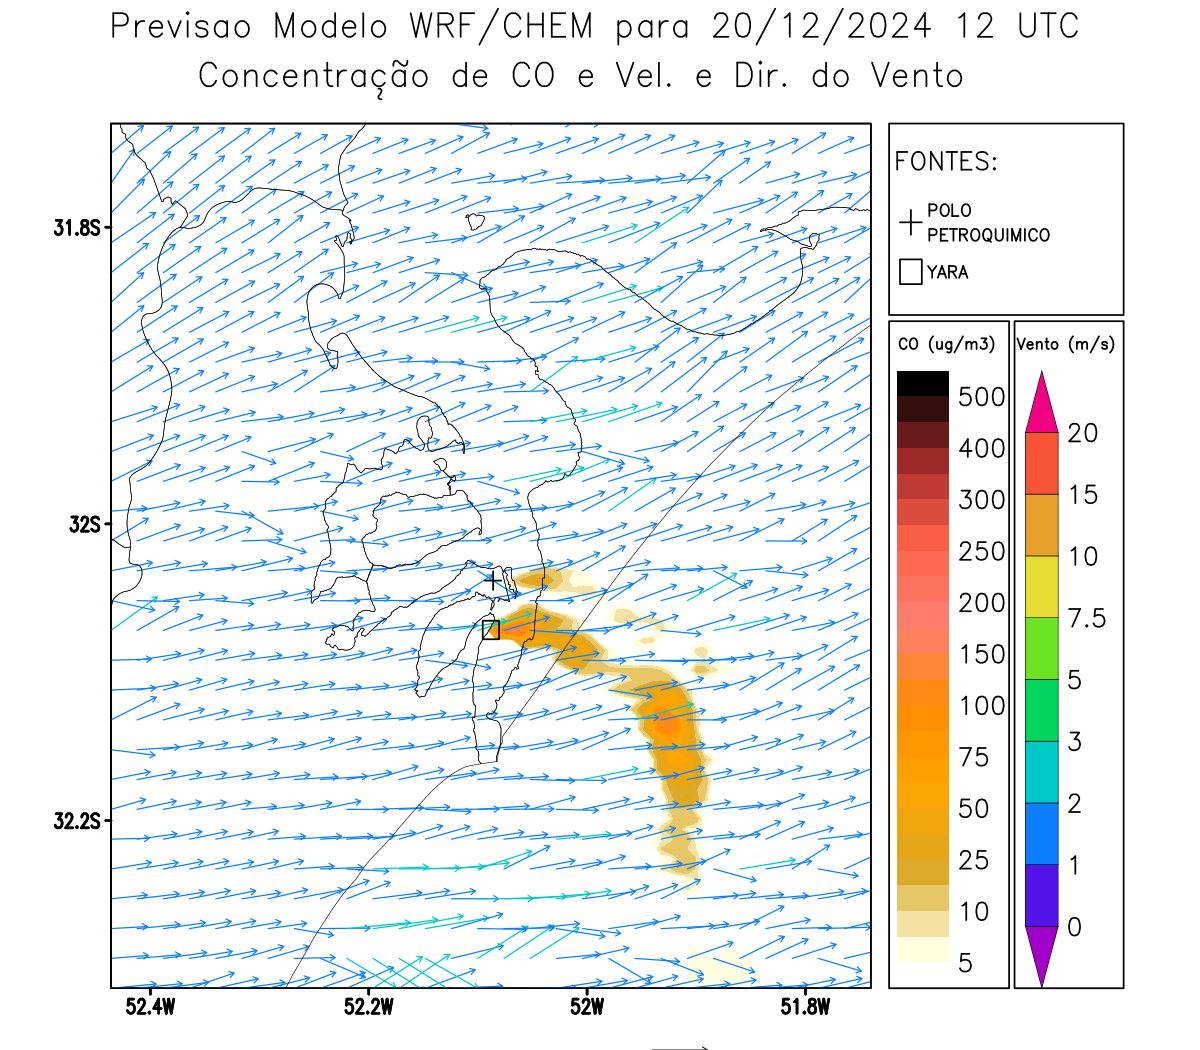 Previsao Modelo WRF/CHEM para 20/12/2024 12 UTC
Concentração de CO e Vel. e Dir. do Vento
FONTES:
POLO
PETROQUIMICO
YARA
CO (ug/m3)
500
400
300
250
200
150
100
75
50
25
10
5
Vento (m/s)
20
15
10
7.5
5
3
2
1
0
31.8S
32S
32.2S
52.4W
52.2W
52W
51.8W